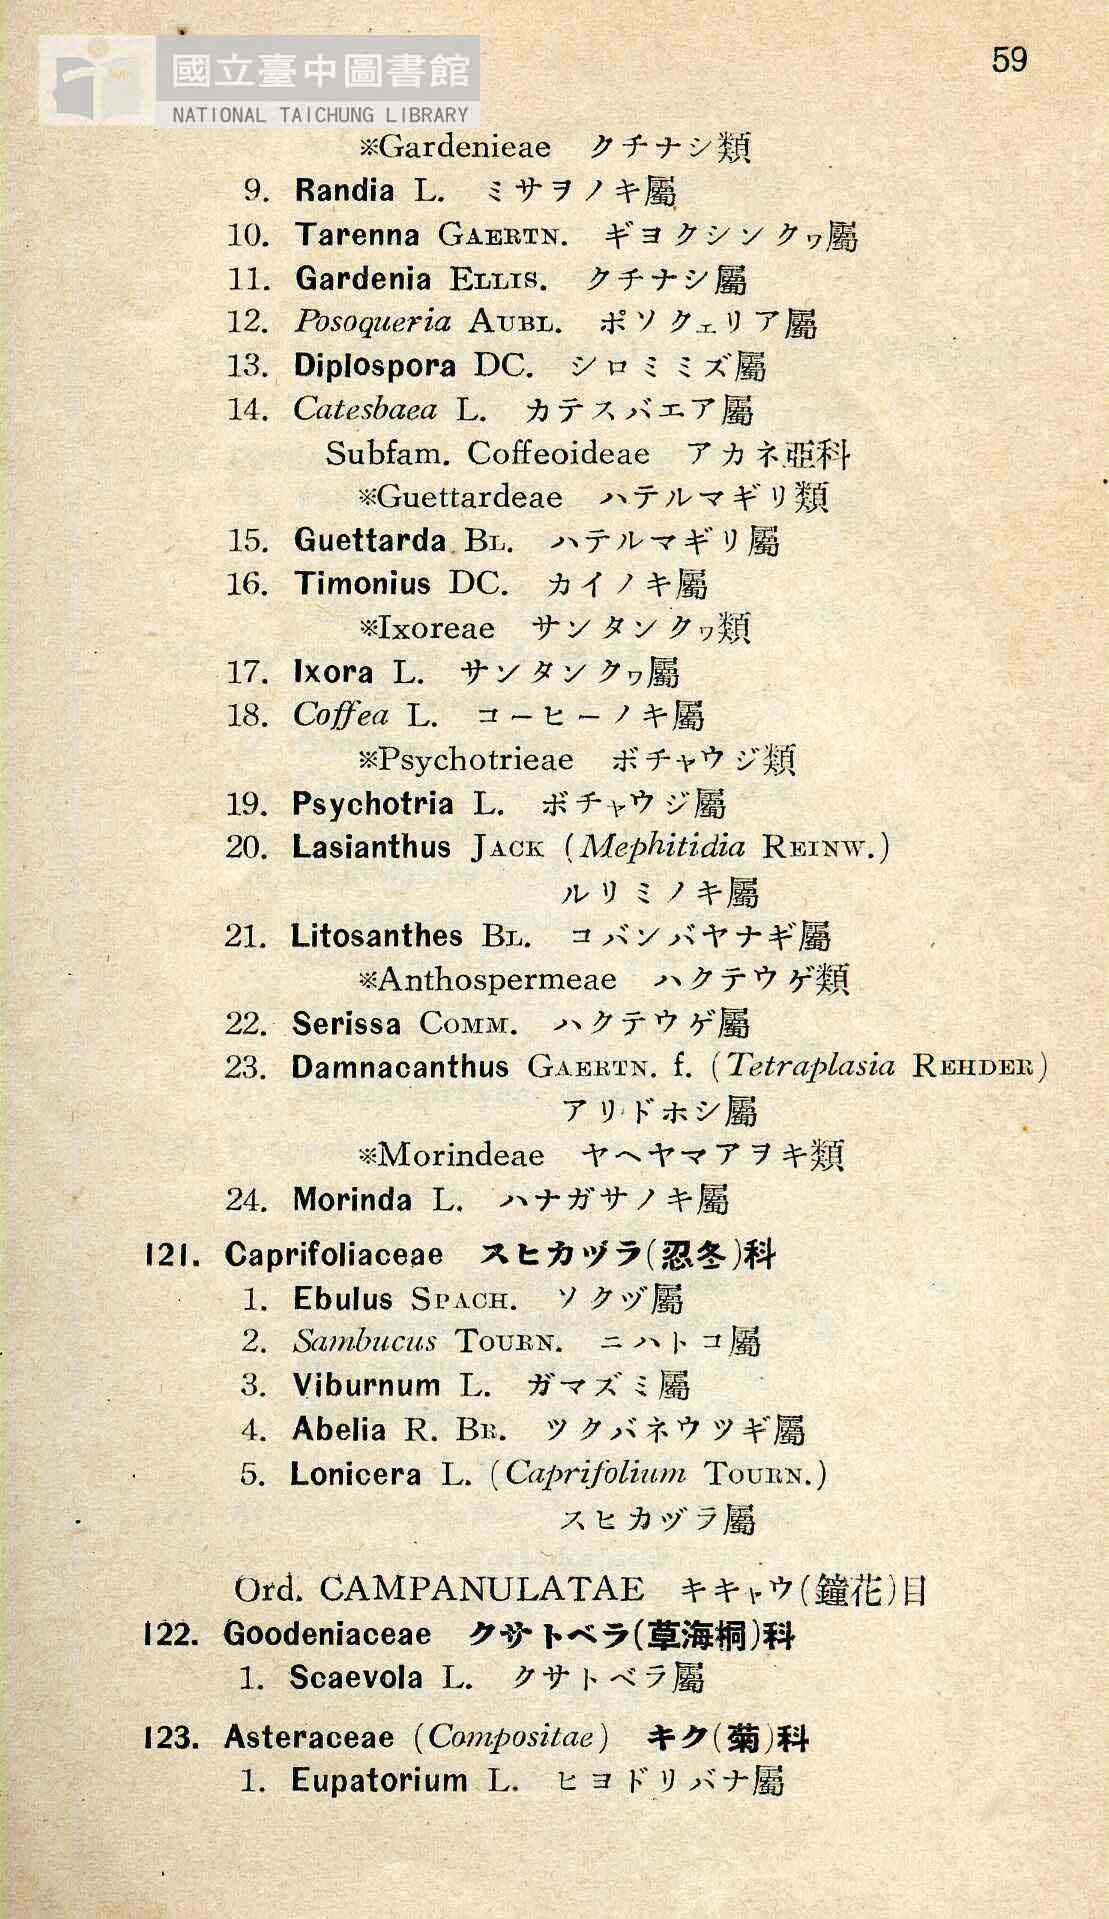 國立臺中圖書館
NATIONAL TAICHUNG LIBRARY
59
※Gardenieae クチナシ類
9. Randia L. ミサヲノキ屬
10. Tarenna GAERTN. ギヨクシンクヮ屬
11. Gardenia ELLIS. クチナシ屬
12. Posoqueria AUBL. ポソクェリア屬
13. Diplospora DC. シロミミズ屬
14. Catesbaea L. カテスバエア屬
Subfam. Coffeoideae アカネ亞科
※Guettardeae ハテルマギリ類
15. Guettarda BL. ハテルマギリ屬
16. Timonius DC. カイノキ屬
※Ixoreae サンタンクヮ類
17. Ixora L. サンタンクヮ屬
18. Coffea L. コーヒーノキ屬
※Psychotrieae ボチャウジ類
19. Psychotria L. ボチャウジ屬
20. Lasianthus JACK (Mephitidia REINW.)
ルリミノキ屬
21. Litosanthes BL. コバンバヤナギ屬
※Anthospermeae ハクテウゲ類
22. Serissa COMM. ハクテウゲ屬
23. Damnacanthus GAERTN. f. (Tetraplasia REHDER)
アリドホシ屬
※Morindeae ヤヘヤマアヲキ類
24. Morinda L. ハナガサノキ屬
121. Caprifoliaceae スヒカヅラ(忍冬)科
1. Ebulus SPACH. ソクヅ屬
2. Sambucus TOURN. ニハトコ屬
3. Viburnum L. ガマズミ屬
4. Abelia R. BR. ツクバネウツギ屬
5. Lonicera L. (Caprifolium TOURN.)
スヒカヅラ屬
Ord. CAMPANULATAE キキャウ(鐘花)目
122. Goodeniaceae クサトベラ(草海桐)科
1. Scaevola L. クサトベラ屬
123. Asteraceae (Compositae) キク(菊)科
1. Eupatorium L. ヒヨドリバナ屬